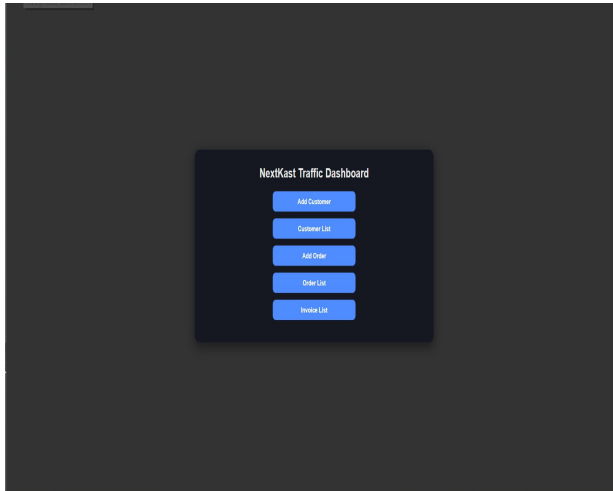 NextKast Traffic Dashboard
Add Customer
Customer List
Add Order
Order List
Invoice List